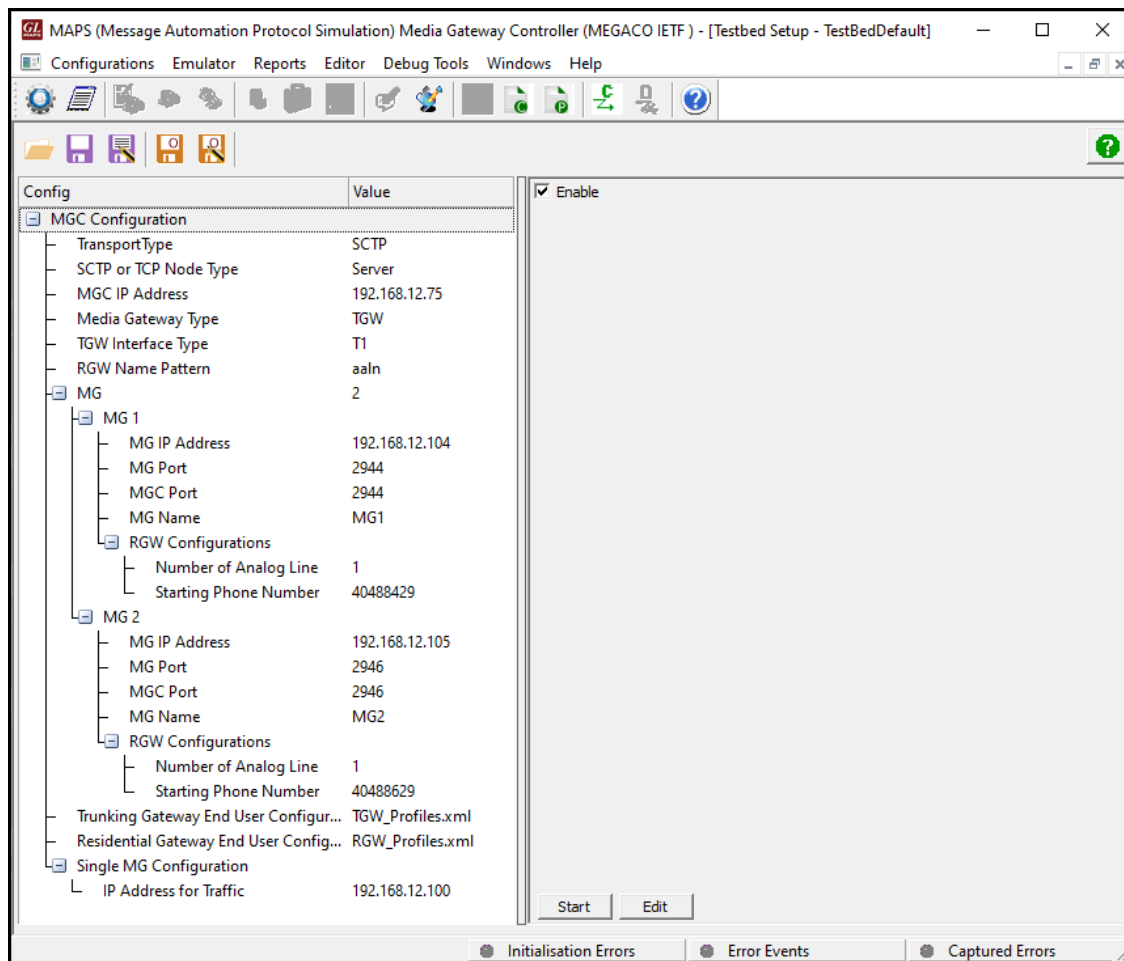 GL MAPS MAPS (Message Automation Protocol Simulation) Media Gateway Controller (MEGACO IETF ) - [Testbed Setup - TestBedDefault]
Configurations Emulator Reports Editor Debug Tools Windows Help
Config Value
Enable
MGC Configuration
TransportType SCTP
SCTP or TCP Node Type Server
MGC IP Address 192.168.12.75
Media Gateway Type TGW
TGW Interface Type T1
RGW Name Pattern aaln
MG 2
MG 1
MG IP Address 192.168.12.104
MG Port 2944
MGC Port 2944
MG Name MG1
RGW Configurations
Number of Analog Line 1
Starting Phone Number 40488429
MG 2
MG IP Address 192.168.12.105
MG Port 2946
MGC Port 2946
MG Name MG2
RGW Configurations
Number of Analog Line 1
Starting Phone Number 40488629
Trunking Gateway End User Configur... TGW_Profiles.xml
Residential Gateway End User Config... RGW_Profiles.xml
Single MG Configuration
IP Address for Traffic 192.168.12.100
Start Edit
Initialisation Errors Error Events Captured Errors